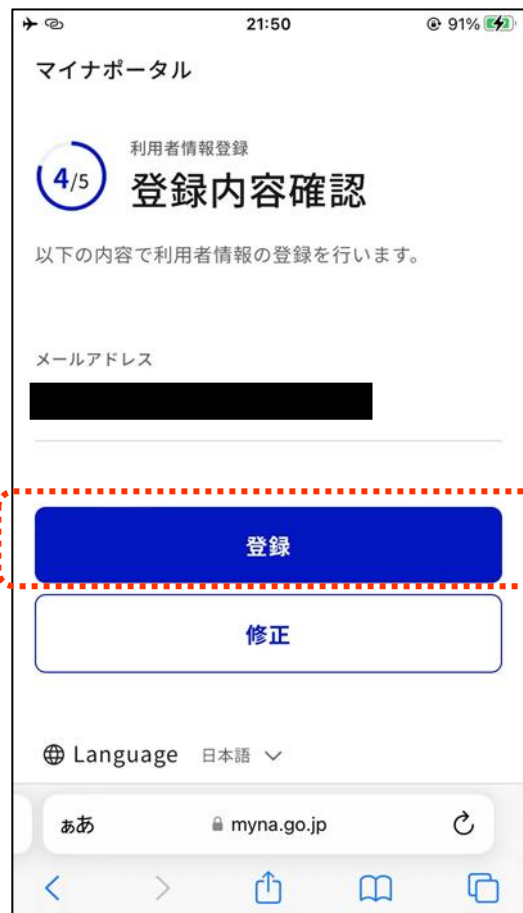 21:50
91%
マイナポータル
利用者情報登録
4/5
登録内容確認
以下の内容で利用者情報の登録を行います。
メールアドレス
登録
修正
Language 日本語
ぁあ myna.go.jp